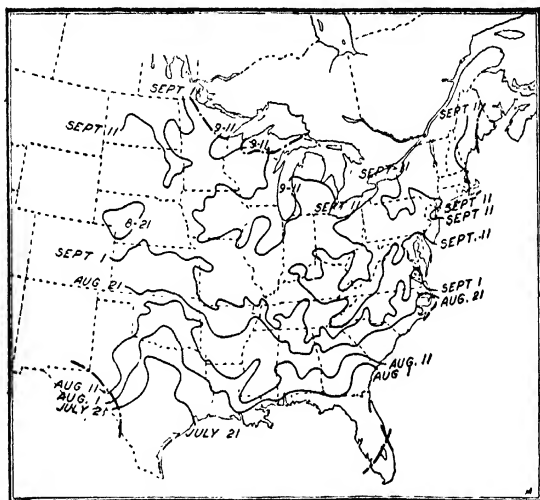 SEPT 11
SEPT 11
SEPT 11
9-11
9-11
SEPT 11
9-11
SEPT 11
SEPT 11
SEPT 11
8-21
SEPT. 11
SEPT 1
AUG. 21
SEPT 1
AUG. 21
AUG. 11
AUG 1
AUG 11
AUG. 1
JULY 21
JULY 21